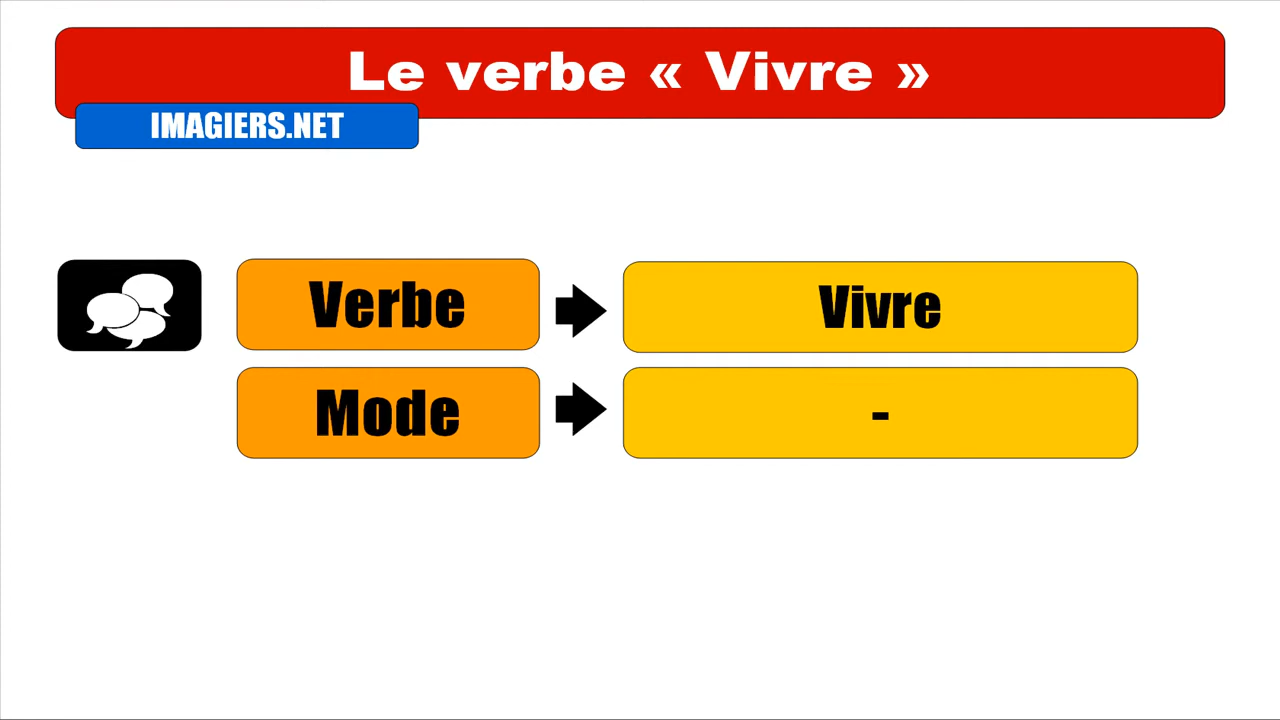 Le verbe « Vivre »
IMAGIERS.NET
Verbe
Vivre
Mode
-